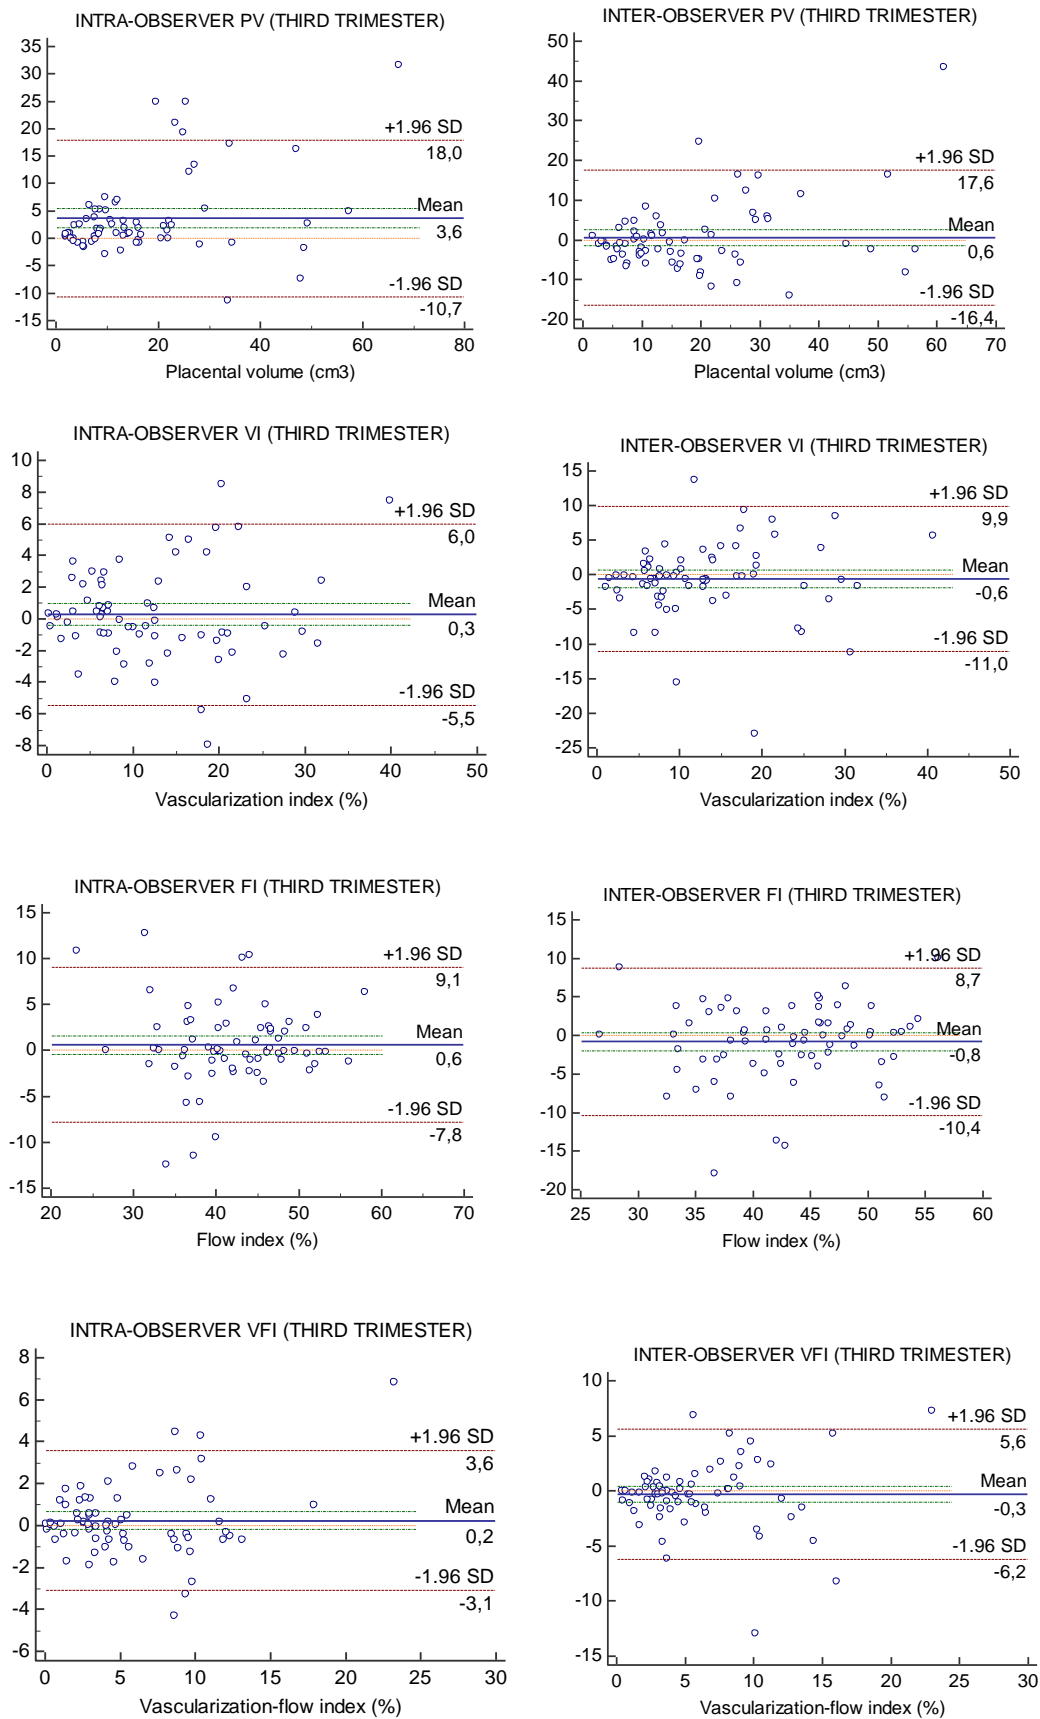 INTRA-OBSERVER PV (THIRD TRIMESTER)
35
30
25
20
15
10
5
0
-5
-10
-15
+1.96 SD
18,0
Mean
3,6
-1.96 SD
-10,7
0 20 40 60 80
Placental volume (cm3)
INTER-OBSERVER PV (THIRD TRIMESTER)
50
40
30
20
10
0
-10
-20
+1.96 SD
17,6
Mean
0,6
-1.96 SD
-16,4
0 10 20 30 40 50 60 70
Placental volume (cm3)
INTRA-OBSERVER VI (THIRD TRIMESTER)
10
8
6
4
2
0
-2
-4
-6
-8
+1.96 SD
6,0
Mean
0,3
-1.96 SD
-5,5
0 10 20 30 40 50
Vascularization index (%)
INTER-OBSERVER VI (THIRD TRIMESTER)
15
10
5
0
-5
-10
-15
-20
-25
+1.96 SD
9,9
Mean
-0,6
-1.96 SD
-11,0
0 10 20 30 40 50
Vascularization index (%)
INTRA-OBSERVER FI (THIRD TRIMESTER)
15
10
5
0
-5
-10
-15
+1.96 SD
9,1
Mean
0,6
-1.96 SD
-7,8
20 30 40 50 60 70
Flow index (%)
INTER-OBSERVER FI (THIRD TRIMESTER)
15
10
5
0
-5
-10
-15
-20
+1.96 SD
8,7
Mean
-0,8
-1.96 SD
-10,4
25 30 35 40 45 50 55 60
Flow index (%)
INTRA-OBSERVER VFI (THIRD TRIMESTER)
8
6
4
2
0
-2
-4
-6
+1.96 SD
3,6
Mean
0,2
-1.96 SD
-3,1
0 5 10 15 20 25 30
Vascularization-flow index (%)
INTER-OBSERVER VFI (THIRD TRIMESTER)
10
5
0
-5
-10
-15
+1.96 SD
5,6
Mean
-0,3
-1.96 SD
-6,2
0 5 10 15 20 25 30
Vascularization-flow index (%)